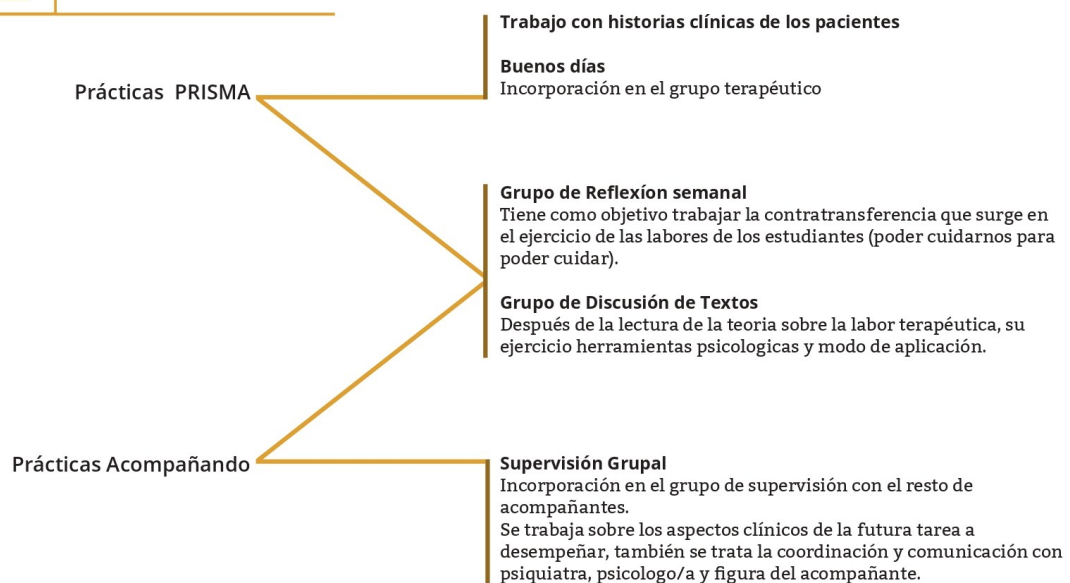 Trabajo con historias clínicas de los pacientes
Buenos días
Incorporación en el grupo terapéutico
Prácticas PRISMA
Grupo de Reflexíon semanal
Tiene como objetivo trabajar la contratransferencia que surge en
el ejercicio de las labores de los estudiantes (poder cuidarnos para
poder cuidar).
Grupo de Discusión de Textos
Después de la lectura de la teoria sobre la labor terapéutica, su
ejercicio herramientas psicologicas y modo de aplicación.
Prácticas Acompañando
Supervisión Grupal
Incorporación en el grupo de supervisión con el resto de
acompañantes.
Se trabaja sobre los aspectos clínicos de la futura tarea a
desempeñar, también se trata la coordinación y comunicación con
psiquiatra, psicologo/a y figura del acompañante.